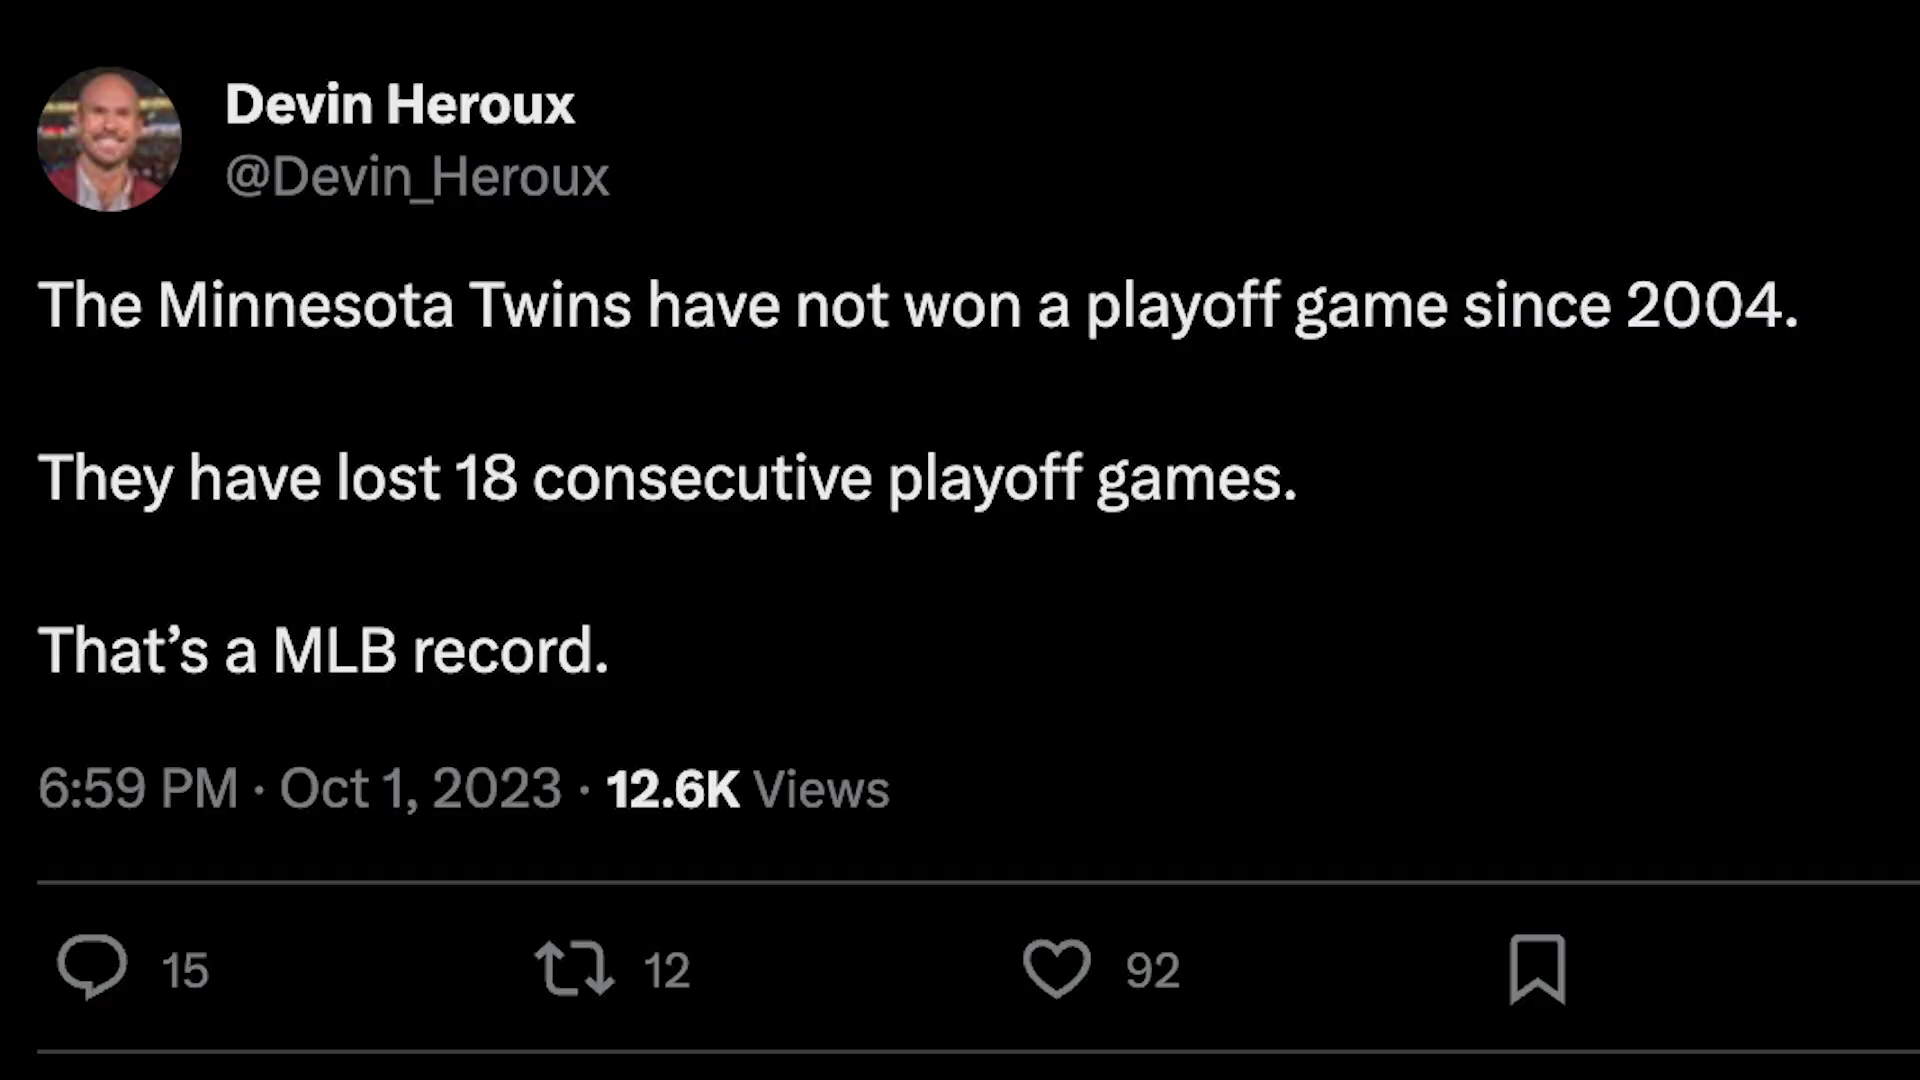 Devin Heroux
@Devin_Heroux
The Minnesota Twins have not won a playoff game since 2004.
They have lost 18 consecutive playoff games.
That’s a MLB record.
6:59 PM · Oct 1, 2023 · 12.6K Views
15 12 92